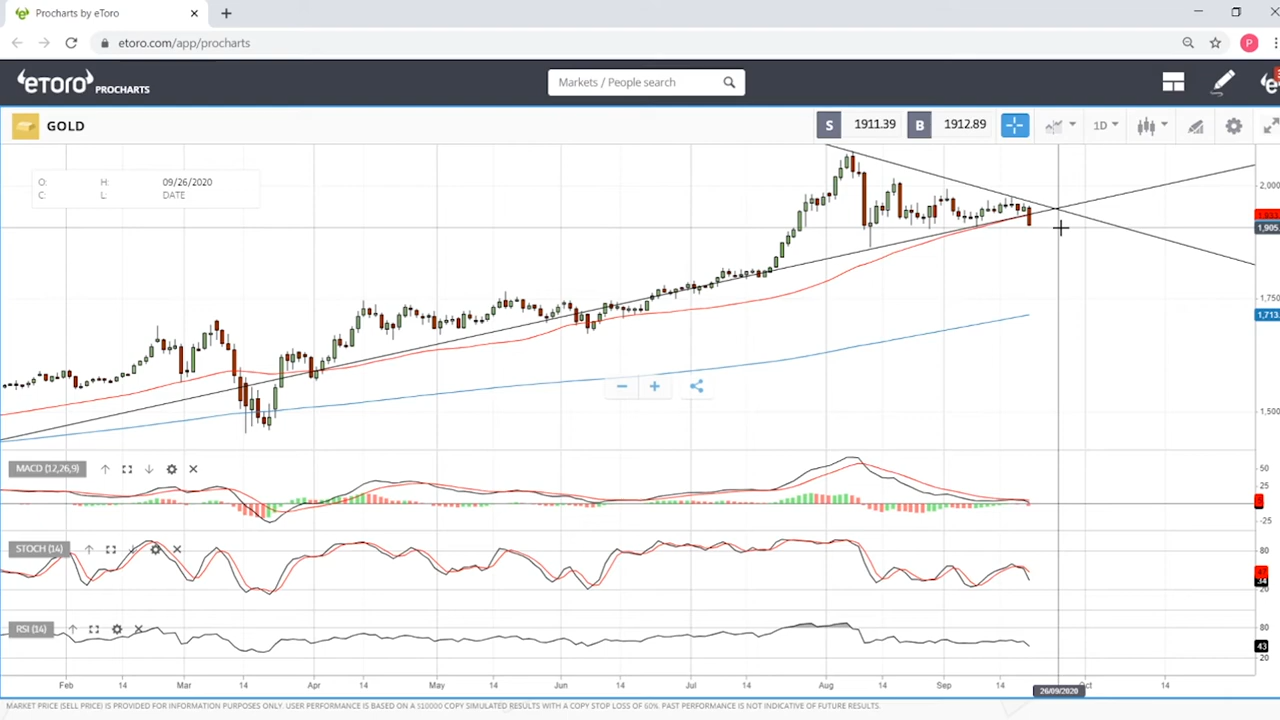 Procharts by eToro
etoro.com/app/procharts
P
eTORO PROCHARTS
Markets / People search
GOLD
S 1911.39 B 1912.89
1D
O: H: 09/26/2020
C: L: DATE
2,000
1,905.
1,750
1,713.
1,500
MACD (12,26,9)
50
25
-25
STOCH (14)
80
20
RSI (14)
80
43
20
Feb 14 Mar 14 Apr 14 May 14 Jun 14 Jul 14 Aug 14 Sep 14 26/09/2020 Oct 14
MARKET PRICE (SELL PRICE) IS PROVIDED FOR INFORMATION PURPOSES ONLY. USER PERFORMANCE IS BASED ON A $10000 COPY SIMULATED RESULTS WITH A COPY STOP LOSS OF 60%. PAST PERFORMANCE IS NOT INDICATIVE OF FUTURE RESULTS.